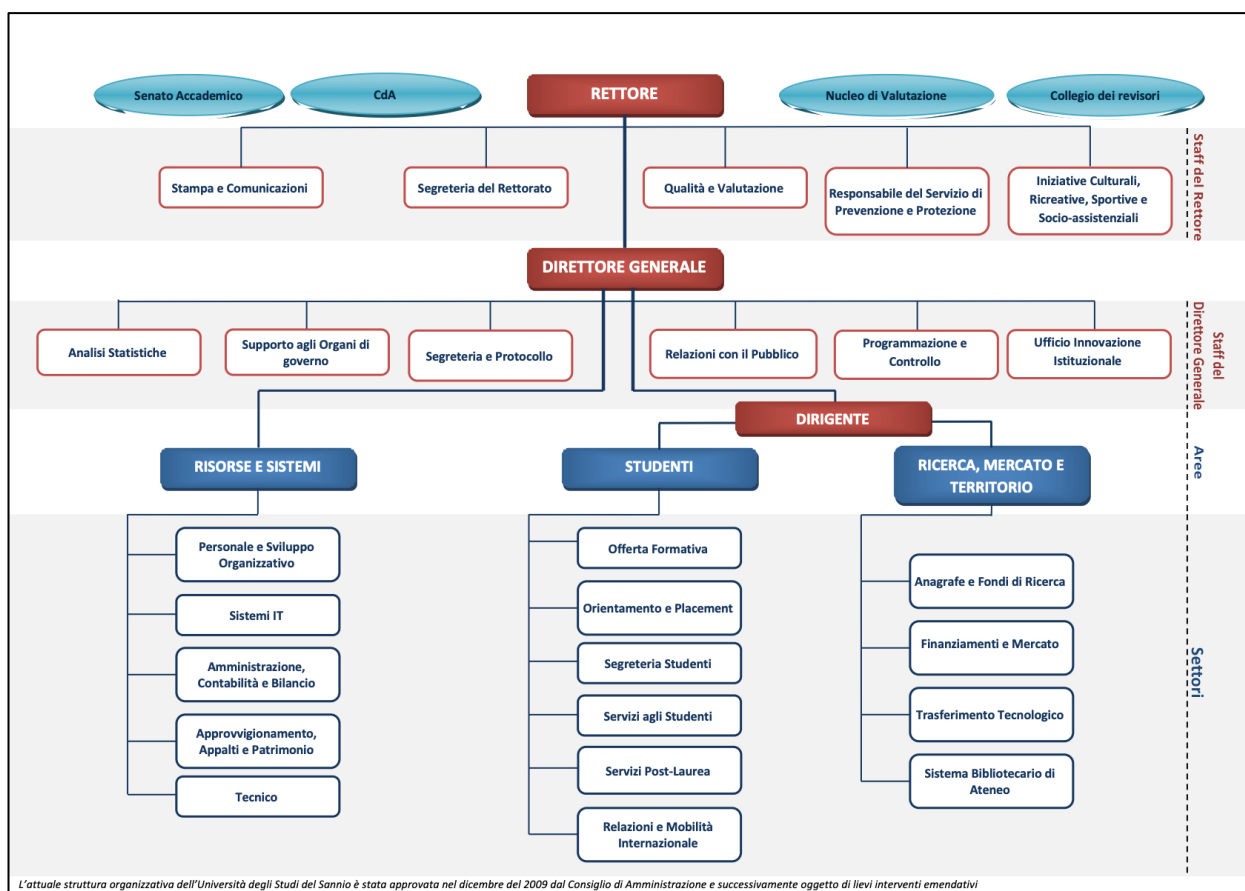 Senato Accademico
CdA
RETTORE
Nucleo di Valutazione
Collegio dei revisori
Staff del Rettore
Stampa e Comunicazioni
Segreteria del Rettorato
Qualità e Valutazione
Responsabile del Servizio di
Prevenzione e Protezione
Iniziative Culturali,
Ricreative, Sportive e
Socio-assistenziali
DIRETTORE GENERALE
Staff del
Direttore Generale
Analisi Statistiche
Supporto agli Organi di
governo
Segreteria e Protocollo
Relazioni con il Pubblico
Programmazione e
Controllo
Ufficio Innovazione
Istituzionale
DIRIGENTE
Aree
RISORSE E SISTEMI
STUDENTI
RICERCA, MERCATO E
TERRITORIO
Settori
Personale e Sviluppo
Organizzativo
Sistemi IT
Amministrazione,
Contabilità e Bilancio
Approvvigionamento,
Appalti e Patrimonio
Tecnico
Offerta Formativa
Orientamento e Placement
Segreteria Studenti
Servizi agli Studenti
Servizi Post-Laurea
Relazioni e Mobilità
Internazionale
Anagrafe e Fondi di Ricerca
Finanziamenti e Mercato
Trasferimento Tecnologico
Sistema Bibliotecario di
Ateneo
L'attuale struttura organizzativa dell'Università degli Studi del Sannio è stata approvata nel dicembre del 2009 dal Consiglio di Amministrazione e successivamente oggetto di lievi interventi emendativi